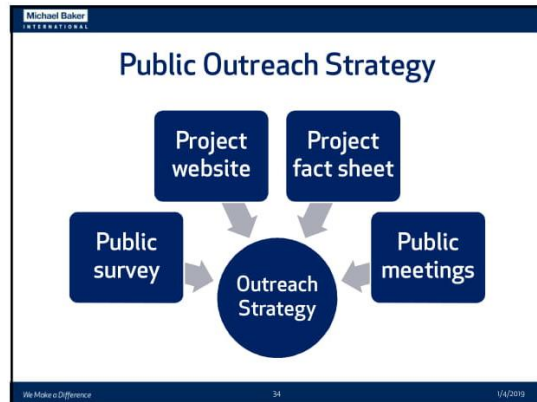 Michael Baker
INTERNATIONAL
Public Outreach Strategy
Project
website
Project
fact sheet
Public
survey
Public
meetings
Outreach
Strategy
We Make a Difference
34
1/4/2019